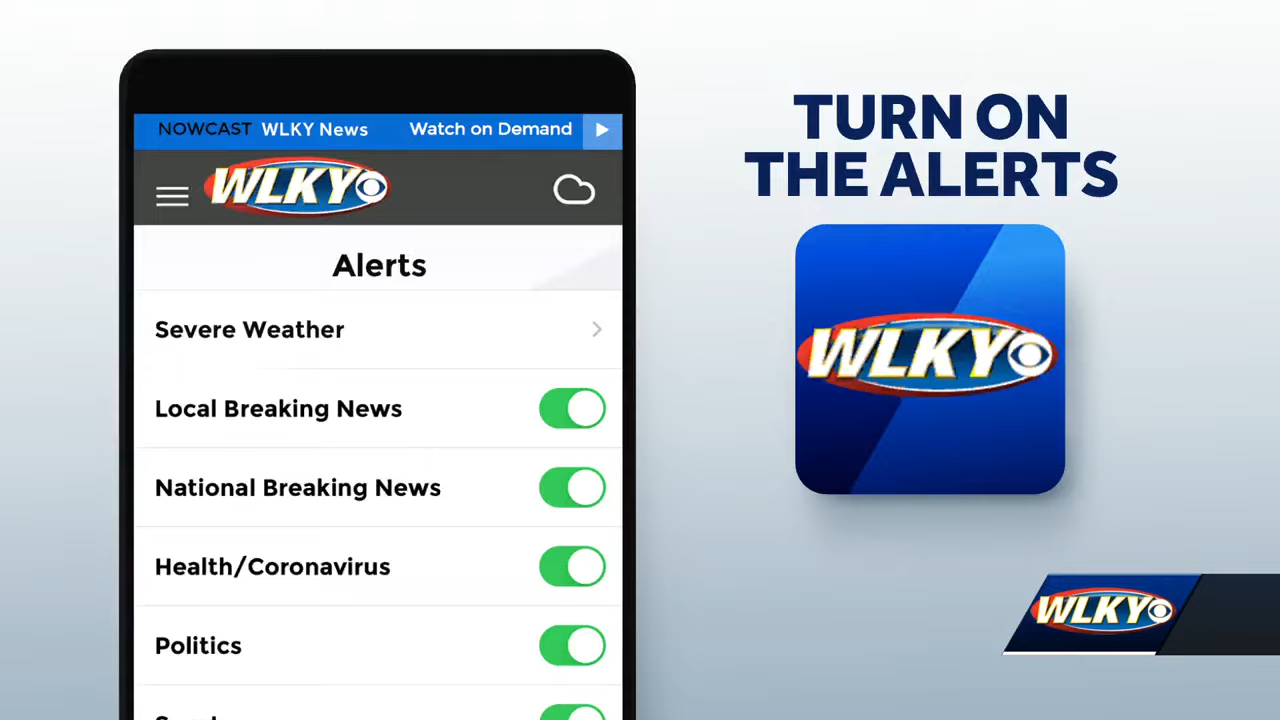 NOWCAST WLKY News Watch on Demand
WLKY
Alerts
Severe Weather
Local Breaking News
National Breaking News
Health/Coronavirus
Politics
TURN ON
THE ALERTS
WLKY
WLKY